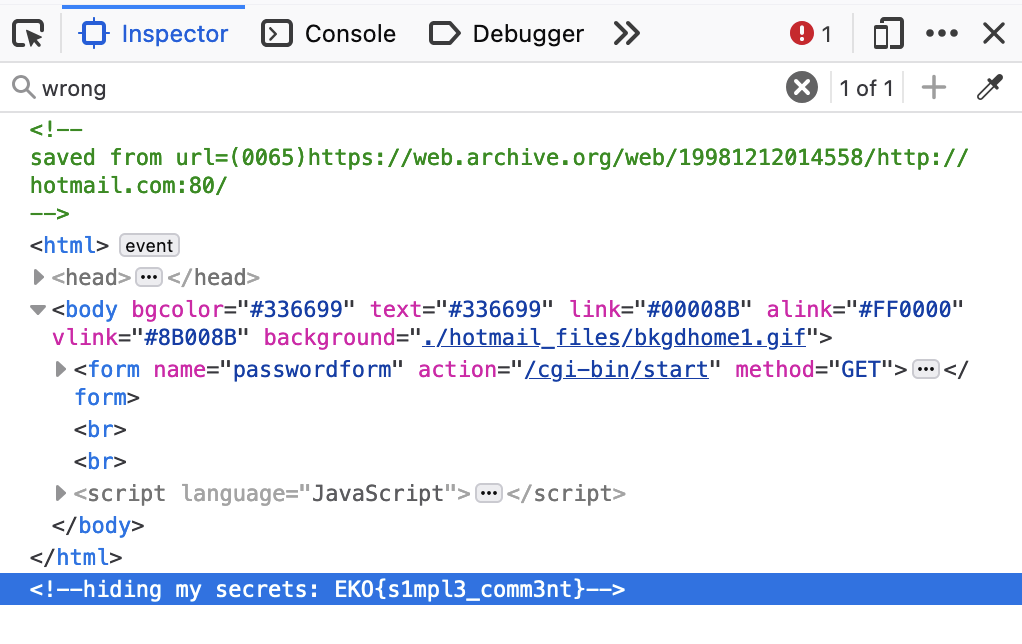 Inspector Console Debugger 1
wrong 1 of 1
<!--
saved from url=(0065)https://web.archive.org/web/19981212014558/http://
hotmail.com:80/
-->
<html> event
<head>···</head>
<body bgcolor="#336699" text="#336699" link="#00008B" alink="#FF0000"
vlink="#8B008B" background="./hotmail_files/bkgdhome1.gif">
<form name="passwordform" action="/cgi-bin/start" method="GET">···</
form>
<br>
<br>
<script language="JavaScript">···</script>
</body>
</html>
<!--hiding my secrets: EKO{s1mpl3_comm3nt}-->